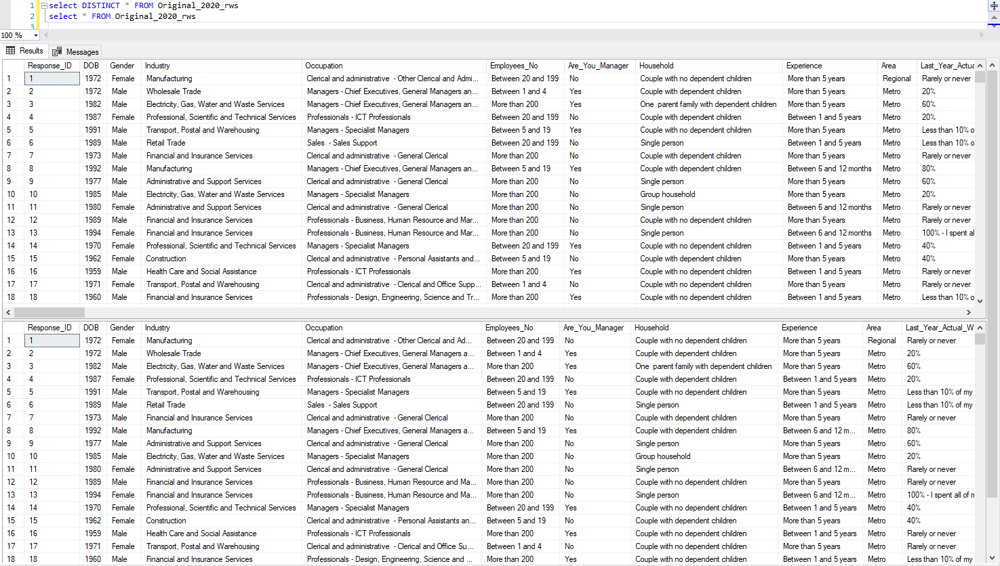 1 select DISTINCT * FROM Original_2020_rws
2 select * FROM Original_2020_rws
3
100 %
Results Messages
Response_ID DOB Gender Industry Occupation Employees_No Are_You_Manager Household Experience Area Last_Year_Actua
1 1 1972 Female Manufacturing Clerical and administrative - Other Clerical and Admi... Between 20 and 199 No Couple with no dependent children More than 5 years Regional Rarely or never
2 2 1972 Male Wholesale Trade Managers - Chief Executives, General Managers an... Between 1 and 4 Yes Couple with dependent children More than 5 years Metro 20%
3 3 1982 Male Electricity, Gas, Water and Waste Services Managers - Chief Executives, General Managers an... More than 200 Yes One parent family with dependent children More than 5 years Metro 60%
4 4 1987 Female Professional, Scientific and Technical Services Professionals - ICT Professionals Between 20 and 199 No Couple with dependent children Between 1 and 5 years Metro 20%
5 5 1991 Male Transport, Postal and Warehousing Managers - Specialist Managers Between 5 and 19 Yes Couple with no dependent children More than 5 years Metro Less than 10% o
6 6 1989 Male Retail Trade Sales - Sales Support Between 20 and 199 No Single person Between 1 and 5 years Metro Less than 10% o
7 7 1973 Male Financial and Insurance Services Clerical and administrative - General Clerical More than 200 No Couple with dependent children More than 5 years Metro Rarely or never
8 8 1992 Male Manufacturing Managers - Chief Executives, General Managers an... Between 5 and 19 Yes Couple with dependent children Between 6 and 12 months Metro 80%
9 9 1977 Male Administrative and Support Services Clerical and administrative - General Clerical More than 200 No Single person More than 5 years Metro 60%
10 10 1985 Male Electricity, Gas, Water and Waste Services Managers - Specialist Managers More than 200 No Group household More than 5 years Metro 20%
11 11 1980 Female Administrative and Support Services Clerical and administrative - General Clerical More than 200 No Single person Between 6 and 12 months Metro Rarely or never
12 12 1989 Male Financial and Insurance Services Professionals - Business, Human Resource and Mar... More than 200 No Couple with no dependent children More than 5 years Metro Rarely or never
13 13 1994 Female Financial and Insurance Services Professionals - Business, Human Resource and Mar... More than 200 No Single person Between 6 and 12 months Metro 100% - I spent al
14 14 1970 Female Professional, Scientific and Technical Services Managers - Specialist Managers Between 20 and 199 Yes Couple with no dependent children Between 1 and 5 years Metro 40%
15 15 1962 Female Construction Clerical and administrative - Personal Assistants and... Between 5 and 19 No Couple with dependent children More than 5 years Metro 40%
16 16 1959 Male Health Care and Social Assistance Professionals - ICT Professionals More than 200 Yes Couple with no dependent children Between 1 and 5 years Metro Rarely or never
17 17 1971 Female Transport, Postal and Warehousing Clerical and administrative - Clerical and Office Supp... Between 1 and 4 No Couple with no dependent children More than 5 years Metro Rarely or never
18 18 1960 Male Financial and Insurance Services Professionals - Design, Engineering, Science and Tr... More than 200 Yes Couple with no dependent children Between 1 and 5 years Metro Less than 10% o
Response_ID DOB Gender Industry Occupation Employees_No Are_You_Manager Household Experience Area Last_Year_Actual_W
1 1 1972 Female Manufacturing Clerical and administrative - Other Clerical and Ad... Between 20 and 199 No Couple with no dependent children More than 5 years Regional Rarely or never
2 2 1972 Male Wholesale Trade Managers - Chief Executives, General Managers a... Between 1 and 4 Yes Couple with dependent children More than 5 years Metro 20%
3 3 1982 Male Electricity, Gas, Water and Waste Services Managers - Chief Executives, General Managers a... More than 200 Yes One parent family with dependent children More than 5 years Metro 60%
4 4 1987 Female Professional, Scientific and Technical Services Professionals - ICT Professionals Between 20 and 199 No Couple with dependent children Between 1 and 5 years Metro 20%
5 5 1991 Male Transport, Postal and Warehousing Managers - Specialist Managers Between 5 and 19 Yes Couple with no dependent children More than 5 years Metro Less than 10% of my
6 6 1989 Male Retail Trade Sales - Sales Support Between 20 and 199 No Single person Between 1 and 5 years Metro Less than 10% of my
7 7 1973 Male Financial and Insurance Services Clerical and administrative - General Clerical More than 200 No Couple with dependent children More than 5 years Metro Rarely or never
8 8 1992 Male Manufacturing Managers - Chief Executives, General Managers a... Between 5 and 19 Yes Couple with dependent children Between 6 and 12 m... Metro 80%
9 9 1977 Male Administrative and Support Services Clerical and administrative - General Clerical More than 200 No Single person More than 5 years Metro 60%
10 10 1985 Male Electricity, Gas, Water and Waste Services Managers - Specialist Managers More than 200 No Group household More than 5 years Metro 20%
11 11 1980 Female Administrative and Support Services Clerical and administrative - General Clerical More than 200 No Single person Between 6 and 12 m... Metro Rarely or never
12 12 1989 Male Financial and Insurance Services Professionals - Business, Human Resource and Ma... More than 200 No Couple with no dependent children More than 5 years Metro Rarely or never
13 13 1994 Female Financial and Insurance Services Professionals - Business, Human Resource and Ma... More than 200 No Single person Between 6 and 12 m... Metro 100% - I spent all of m
14 14 1970 Female Professional, Scientific and Technical Services Managers - Specialist Managers Between 20 and 199 Yes Couple with no dependent children Between 1 and 5 years Metro 40%
15 15 1962 Female Construction Clerical and administrative - Personal Assistants an... Between 5 and 19 No Couple with dependent children More than 5 years Metro 40%
16 16 1959 Male Health Care and Social Assistance Professionals - ICT Professionals More than 200 Yes Couple with no dependent children Between 1 and 5 years Metro Rarely or never
17 17 1971 Female Transport, Postal and Warehousing Clerical and administrative - Clerical and Office Su... Between 1 and 4 No Couple with no dependent children More than 5 years Metro Rarely or never
18 18 1960 Male Financial and Insurance Services Professionals - Design, Engineering, Science and ... More than 200 Yes Couple with no dependent children Between 1 and 5 years Metro Less than 10% of my